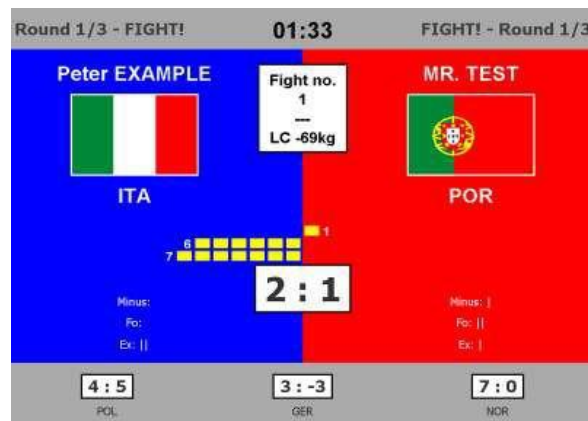 Round 1/3 - FIGHT!
01:33
FIGHT! - Round 1/3
Peter EXAMPLE
Fight no.
1
---
LC -69kg
MR. TEST
ITA
POR
1
6
7
2 : 1
Minus:
Fo:
Ex: ||
Minus: |
Fo: ||
Ex: |
4 : 5
3 : -3
7 : 0
POL
GER
NOR